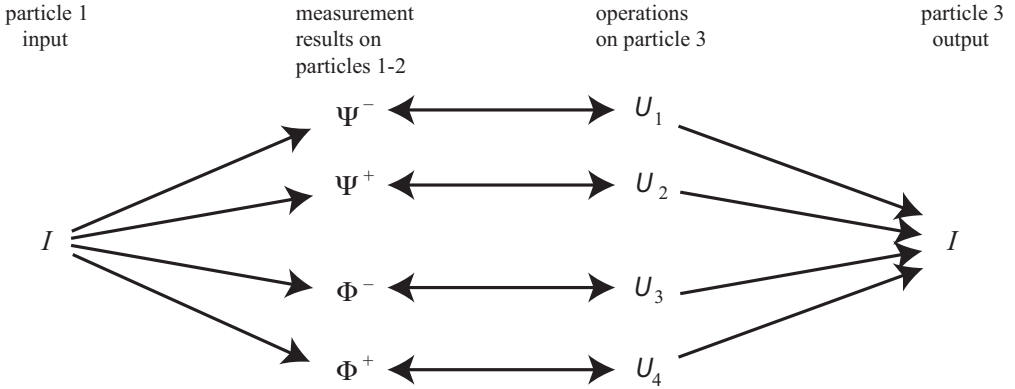 particle 1
input
measurement
results on
particles 1-2
operations
on particle 3
particle 3
output
Ψ⁻
U₁
Ψ⁺
U₂
I
I
Φ⁻
U₃
Φ⁺
U₄